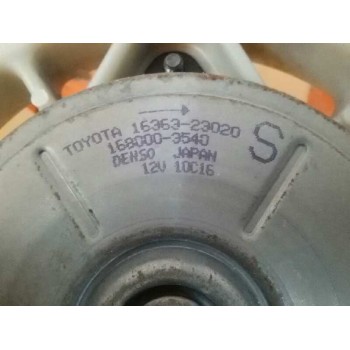 TOYOTA 16363-23020
168000-3540
DENSO JAPAN
12V 10C16
S